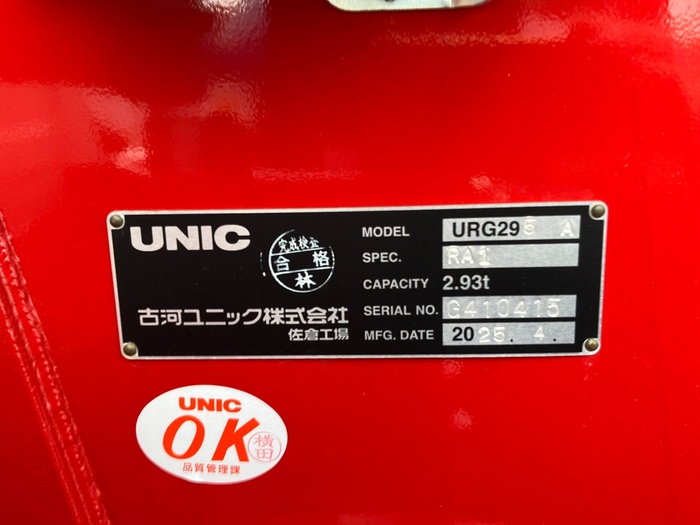 UNIC
完成検査
合格
林
古河ユニック株式会社
佐倉工場
MODEL URG295 A
SPEC. RA1
CAPACITY 2.93t
SERIAL NO. G410415
MFG. DATE 2025. 4.
UNIC
OK
横田
品質管理課